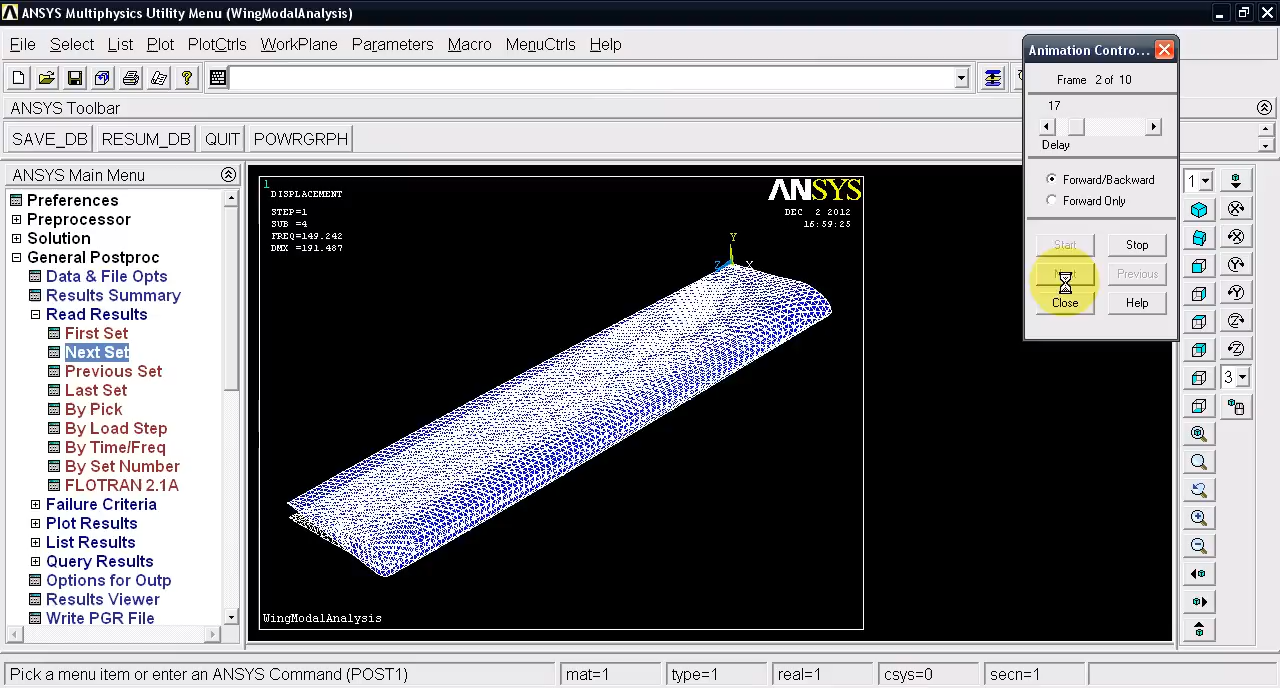 ANSYS Multiphysics Utility Menu (WingModalAnalysis)
File Select List Plot PlotCtrls WorkPlane Parameters Macro MenuCtrls Help
ANSYS Toolbar
SAVE_DB RESUM_DB QUIT POWRGRPH
ANSYS Main Menu
Preferences
Preprocessor
Solution
General Postproc
Data & File Opts
Results Summary
Read Results
First Set
Next Set
Previous Set
Last Set
By Pick
By Load Step
By Time/Freq
By Set Number
FLOTRAN 2.1A
Failure Criteria
Plot Results
List Results
Query Results
Options for Outp
Results Viewer
Write PGR File
1
DISPLACEMENT
STEP=1
SUB =4
FREQ=149.242
DMX =191.487
ANSYS
DEC 2 2012
16:59:25
Y
Z X
WingModalAnalysis
Animation Contro...
Frame 2 of 10
17
Delay
Forward/Backward
Forward Only
Start Stop
Previous
Close Help
1
3
Pick a menu item or enter an ANSYS Command (POST1) mat=1 type=1 real=1 csys=0 secn=1